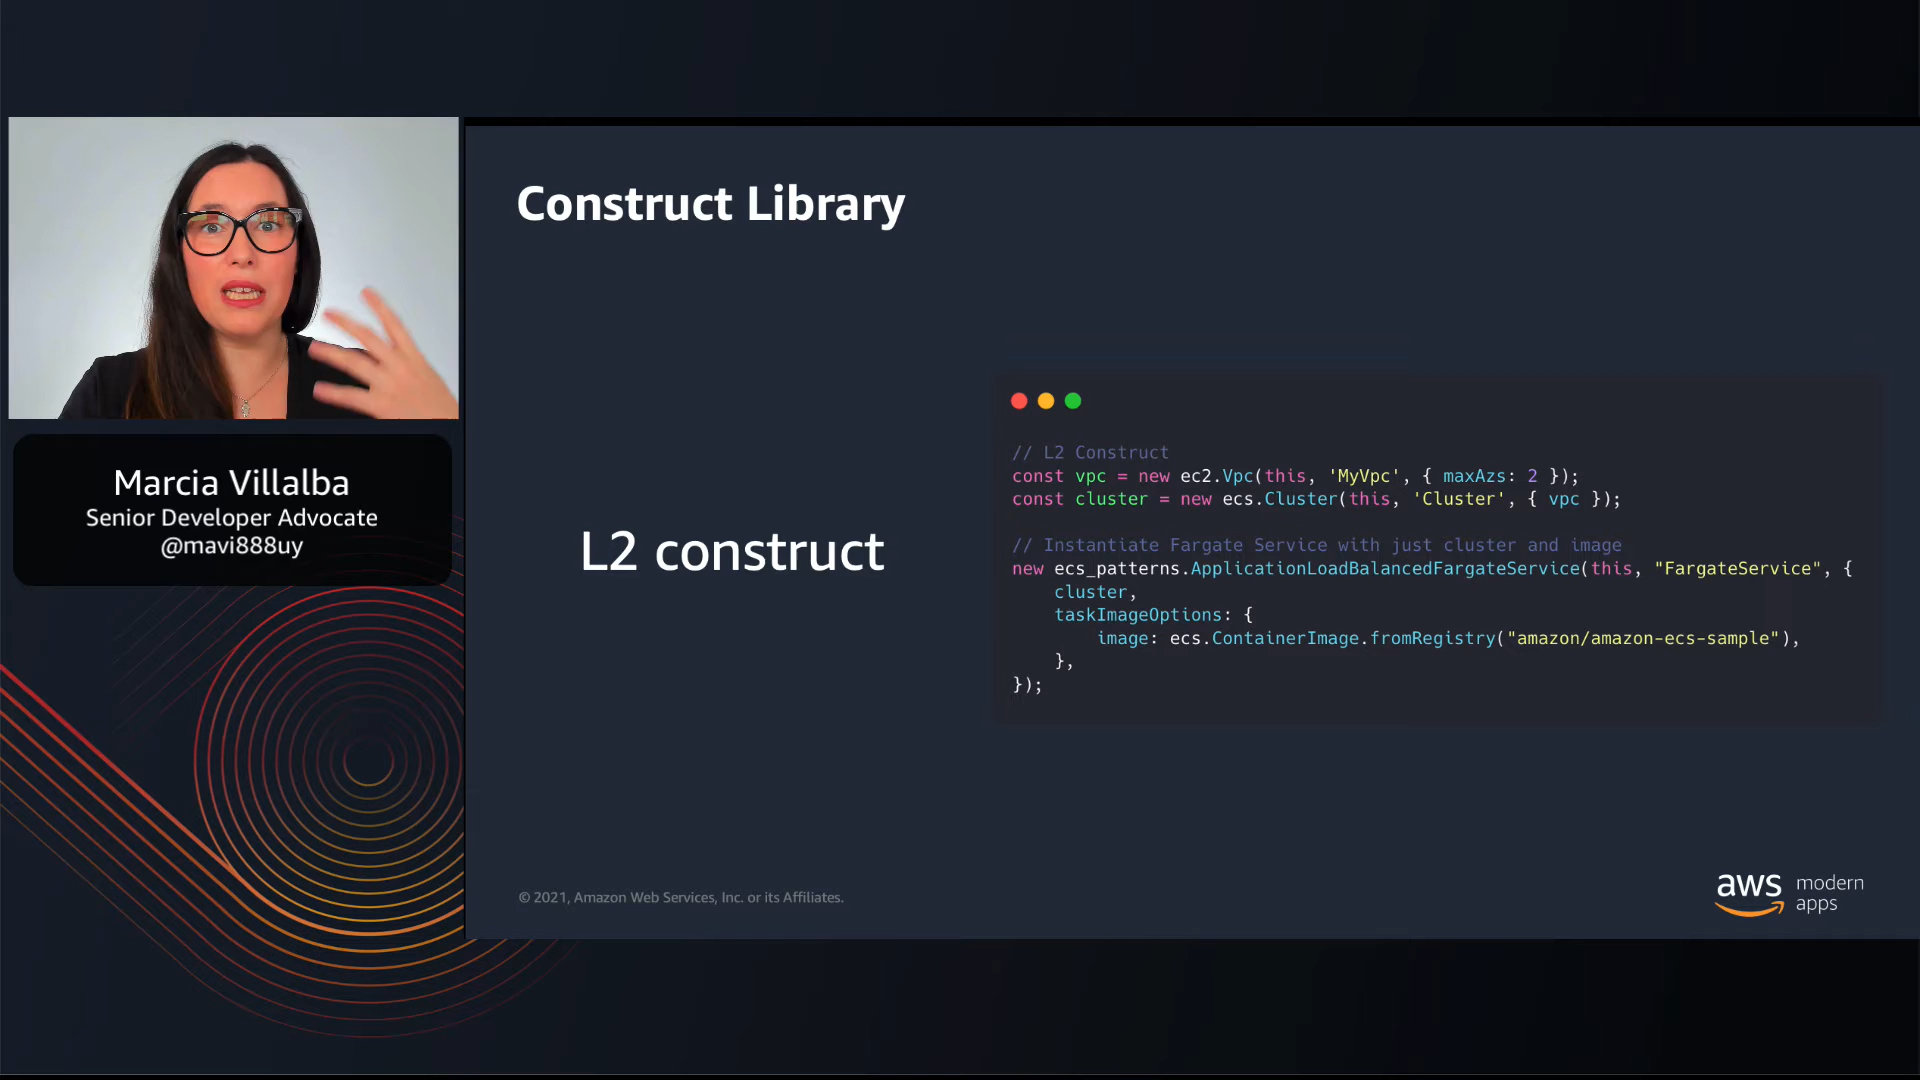 Marcia Villalba
Senior Developer Advocate
@mavi888uy
Construct Library
L2 construct
// L2 Construct
const vpc = new ec2.Vpc(this, 'MyVpc', { maxAzs: 2 });
const cluster = new ecs.Cluster(this, 'Cluster', { vpc });
// Instantiate Fargate Service with just cluster and image
new ecs_patterns.ApplicationLoadBalancedFargateService(this, "FargateService", {
    cluster,
    taskImageOptions: {
        image: ecs.ContainerImage.fromRegistry("amazon/amazon-ecs-sample"),
    },
});
© 2021, Amazon Web Services, Inc. or its Affiliates.
aws modern
apps